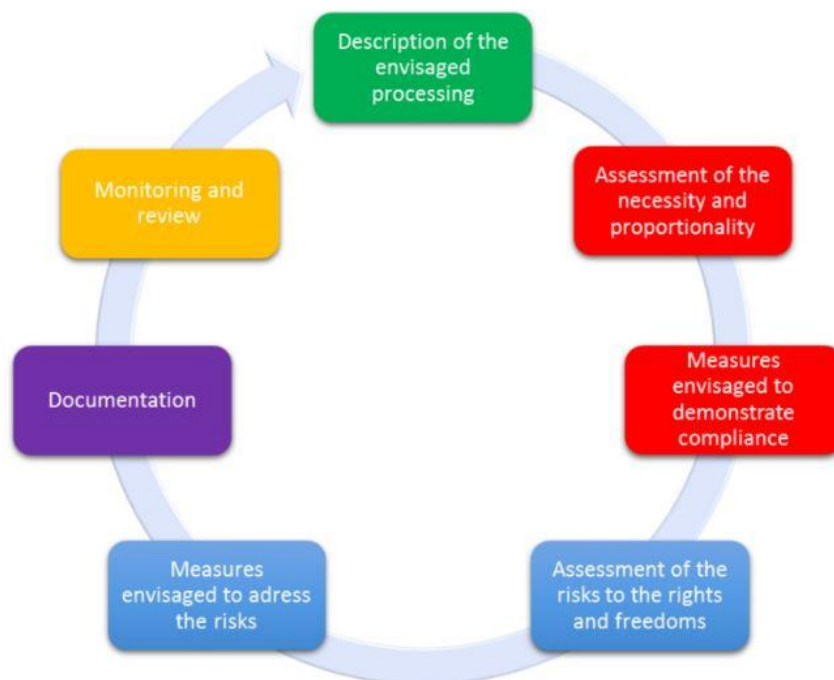 Description of the
envisaged
processing
Assessment of the
necessity and
proportionality
Measures
envisaged to
demonstrate
compliance
Assessment of the
risks to the rights
and freedoms
Measures
envisaged to adress
the risks
Documentation
Monitoring and
review